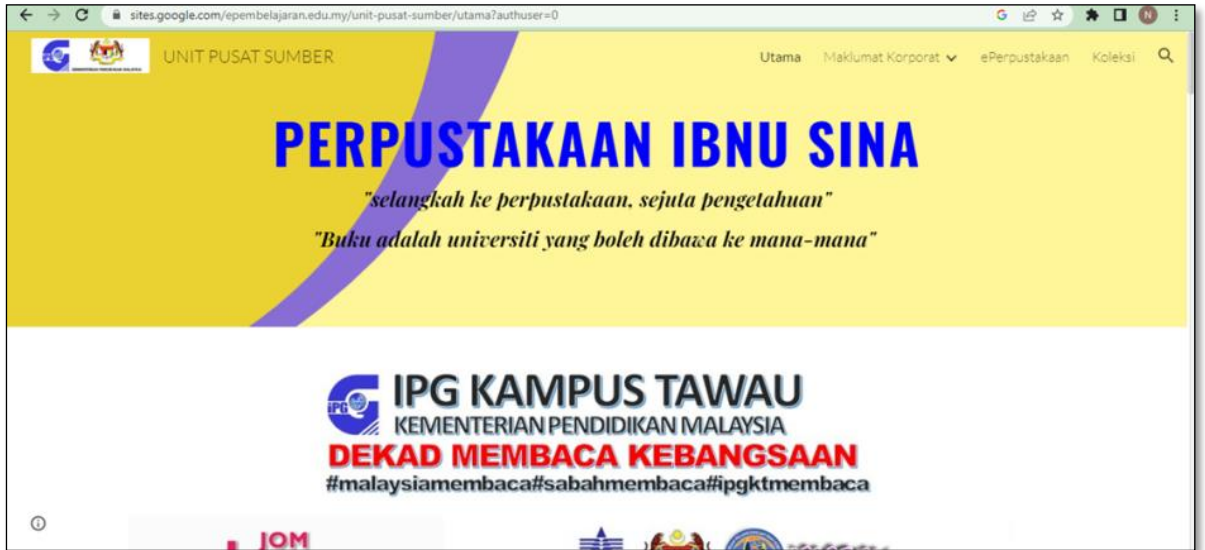 sites.google.com/epembelajaran.edu.my/unit-pusat-sumber/utama?authuser=0
G
N
UNIT PUSAT SUMBER
Utama Maklumat Korporat ePerpustakaan Koleksi
PERPUSTAKAAN IBNU SINA
"selangkah ke perpustakaan, sejuta pengetahuan"
"Buku adalah universiti yang boleh dibawa ke mana-mana"
iPG IPG KAMPUS TAWAU
KEMENTERIAN PENDIDIKAN MALAYSIA
DEKAD MEMBACA KEBANGSAAN
#malaysiamembaca#sabahmembaca#ipgktmembaca
JOM